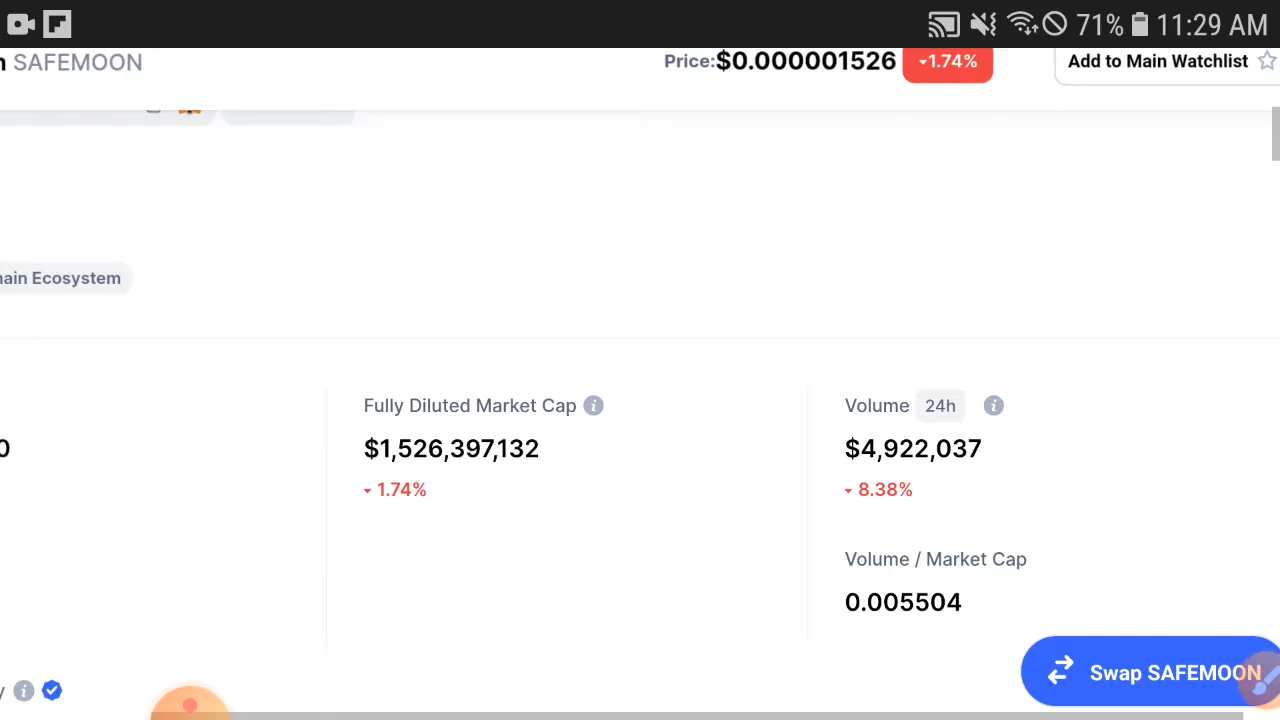 71% 11:29 AM
SAFEMOON Price:$0.000001526 1.74% Add to Main Watchlist
Ecosystem
Fully Diluted Market Cap Volume 24h
$1,526,397,132 $4,922,037
1.74% 8.38%
Volume / Market Cap
0.005504
Swap SAFEMOON